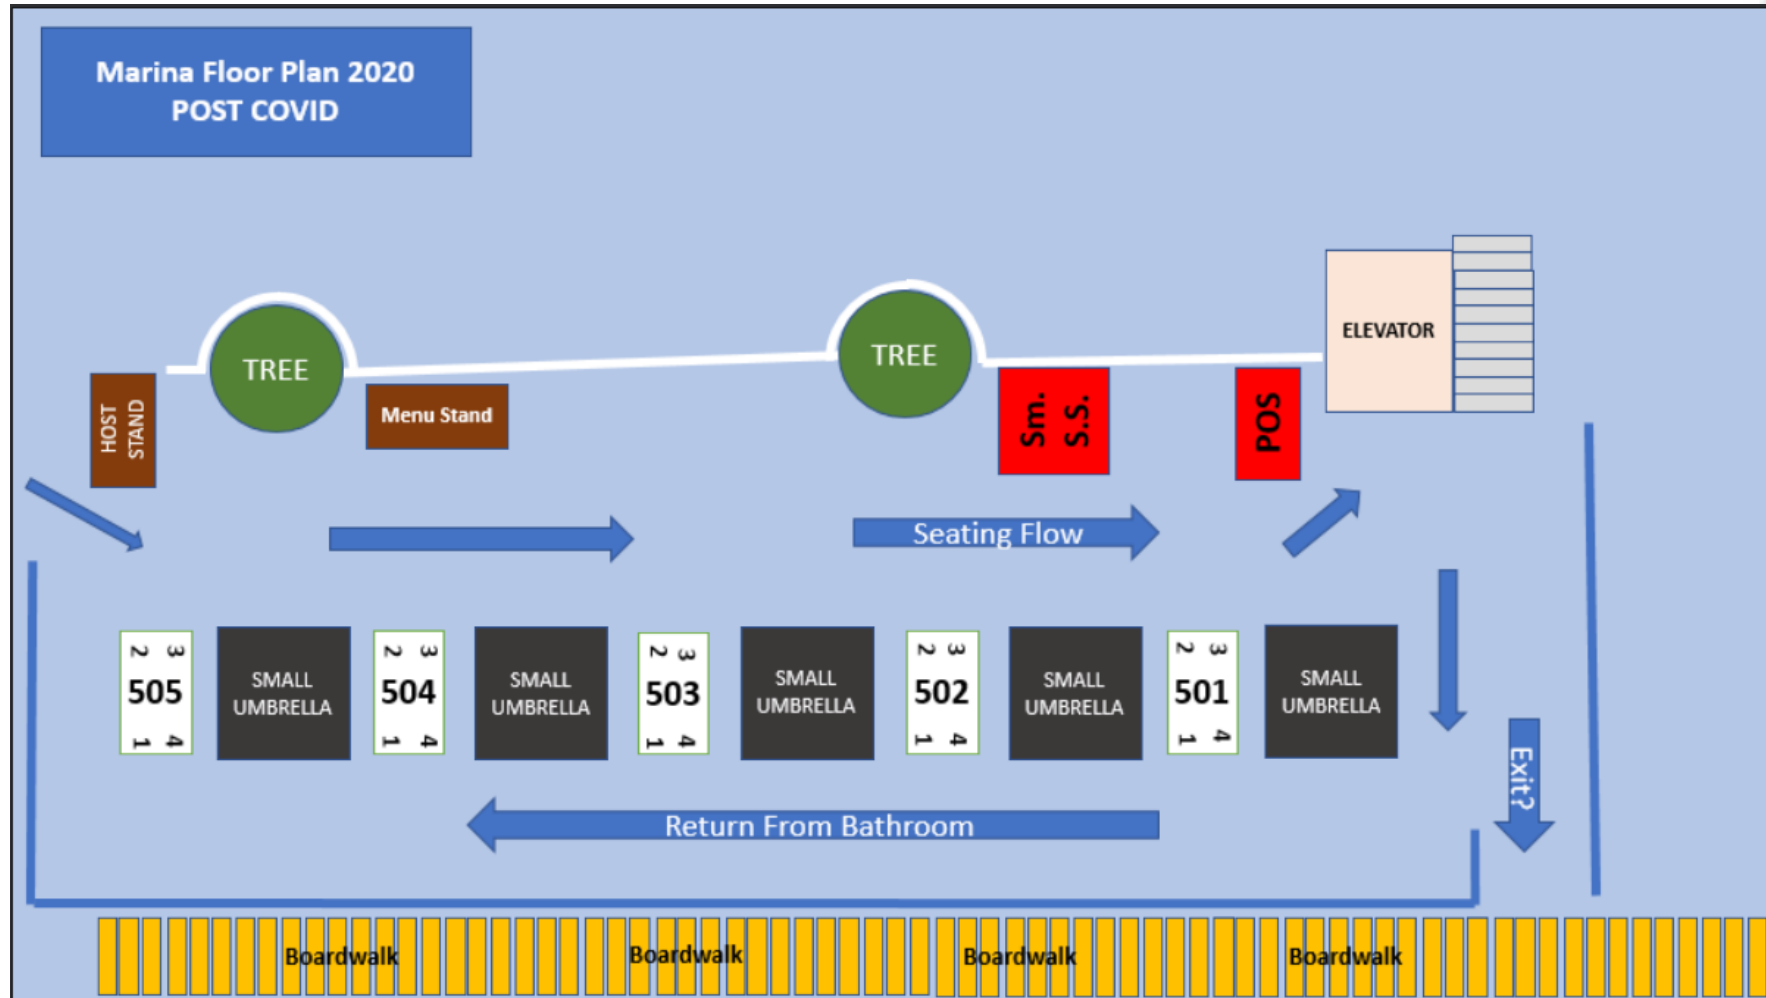 Marina Floor Plan 2020
POST COVID
ELEVATOR
TREE
TREE
HOST
STAND
Menu Stand
Sm.
S.S.
POS
Seating Flow
2 3
505
1 4
SMALL
UMBRELLA
2 3
504
1 4
SMALL
UMBRELLA
2 3
503
1 4
SMALL
UMBRELLA
2 3
502
1 4
SMALL
UMBRELLA
2 3
501
1 4
SMALL
UMBRELLA
Exit?
Return From Bathroom
Boardwalk
Boardwalk
Boardwalk
Boardwalk